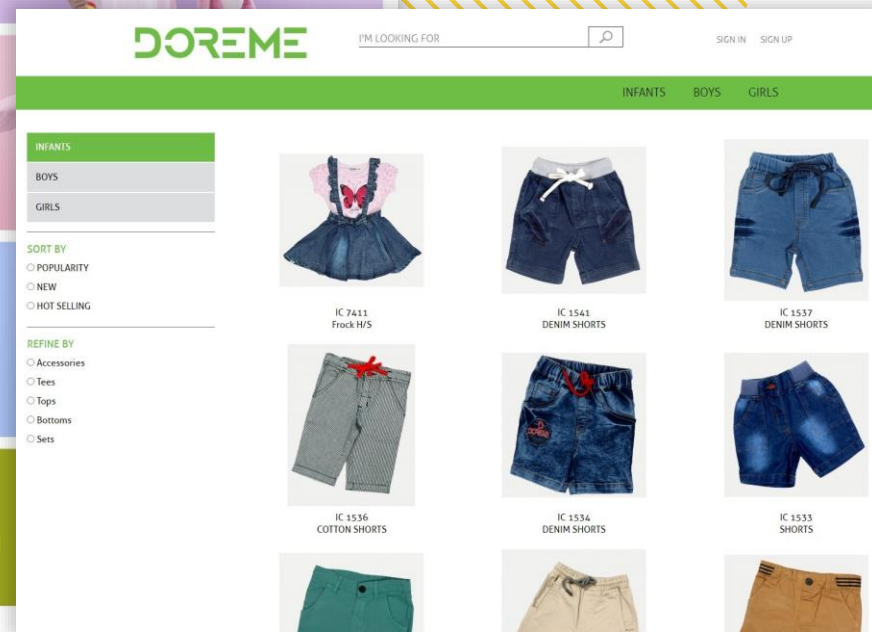 DOREME
I'M LOOKING FOR
SIGN IN SIGN UP
INFANTS BOYS GIRLS
INFANTS
BOYS
GIRLS
SORT BY
POPULARITY
NEW
HOT SELLING
REFINE BY
Accessories
Tees
Tops
Bottoms
Sets
IC 7411
Frock H/S
IC 1541
DENIM SHORTS
IC 1537
DENIM SHORTS
IC 1536
COTTON SHORTS
IC 1534
DENIM SHORTS
IC 1533
SHORTS